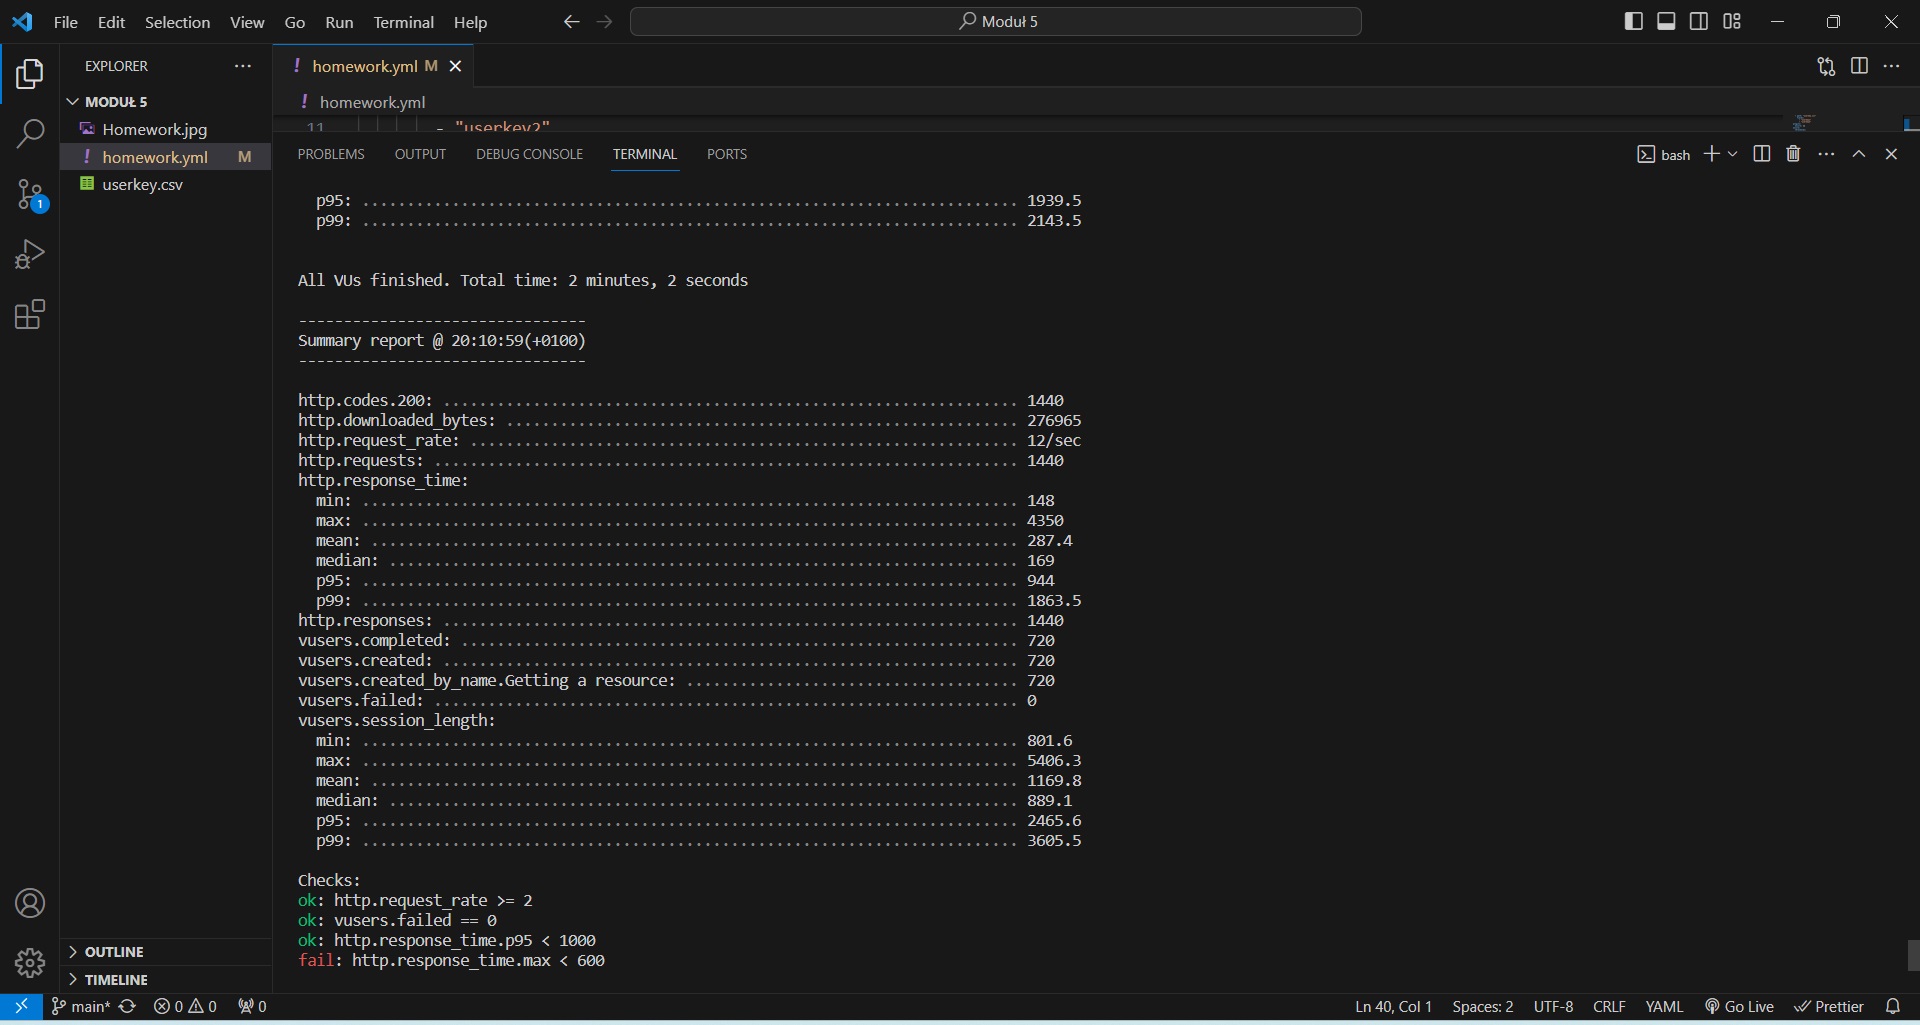 File Edit Selection View Go Run Terminal Help
Moduł 5
EXPLORER
MODUŁ 5
Homework.jpg
homework.yml M
userkey.csv
1
OUTLINE
TIMELINE
homework.yml M
homework.yml
11 - "userkey2"
PROBLEMS OUTPUT DEBUG CONSOLE TERMINAL PORTS
bash
p95: ......................................................................... 1939.5
p99: ......................................................................... 2143.5
All VUs finished. Total time: 2 minutes, 2 seconds
--------------------------------
Summary report @ 20:10:59(+0100)
--------------------------------
http.codes.200: ................................................................ 1440
http.downloaded_bytes: ......................................................... 276965
http.request_rate: ............................................................. 12/sec
http.requests: ................................................................. 1440
http.response_time:
min: ......................................................................... 148
max: ......................................................................... 4350
mean: ........................................................................ 287.4
median: ...................................................................... 169
p95: ......................................................................... 944
p99: ......................................................................... 1863.5
http.responses: ................................................................ 1440
vusers.completed: .............................................................. 720
vusers.created: ................................................................ 720
vusers.created_by_name.Getting a resource: ..................................... 720
vusers.failed: ................................................................. 0
vusers.session_length:
min: ......................................................................... 801.6
max: ......................................................................... 5406.3
mean: ........................................................................ 1169.8
median: ...................................................................... 889.1
p95: ......................................................................... 2465.6
p99: ......................................................................... 3605.5
Checks:
ok: http.request_rate >= 2
ok: vusers.failed == 0
ok: http.response_time.p95 < 1000
fail: http.response_time.max < 600
main* 0 0 0 Ln 40, Col 1 Spaces: 2 UTF-8 CRLF YAML Go Live Prettier